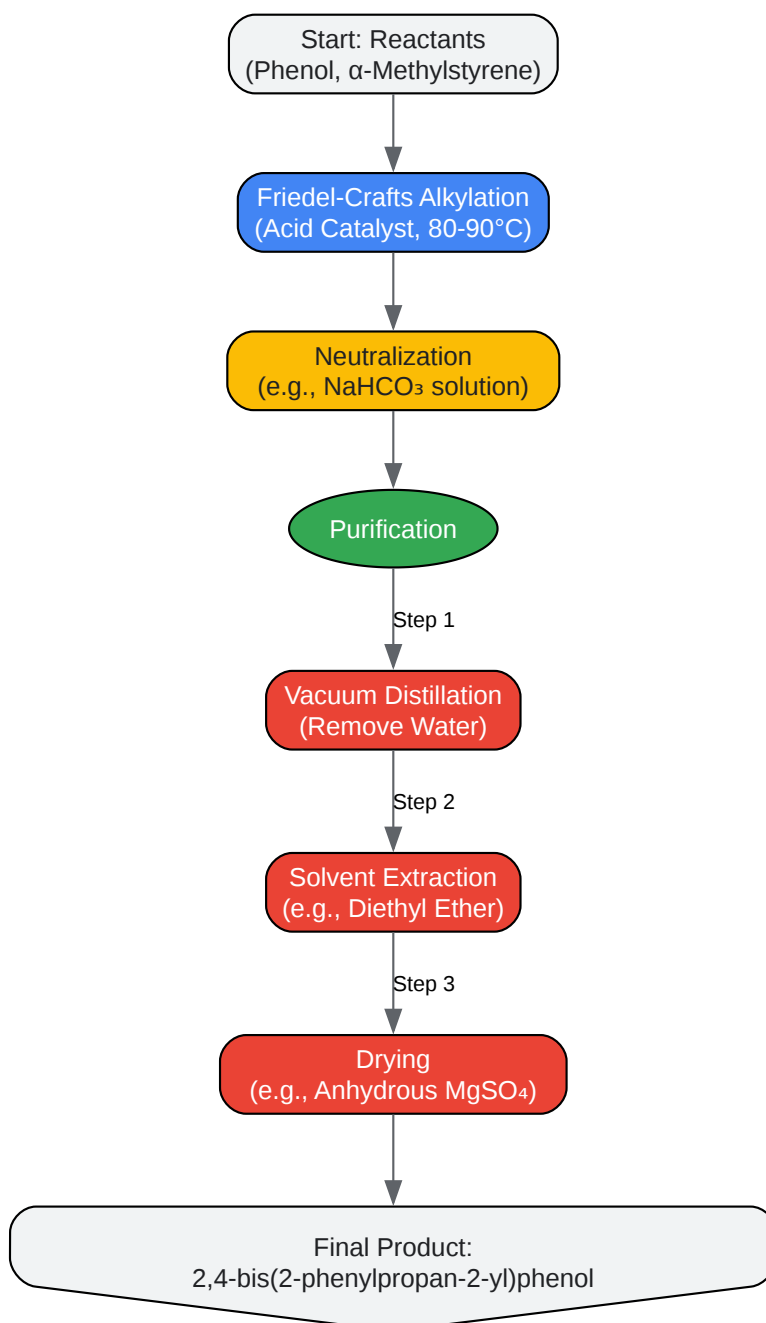 Start: Reactants
(Phenol, α-Methylstyrene)
Friedel-Crafts Alkylation
(Acid Catalyst, 80-90°C)
Neutralization
(e.g., NaHCO₃ solution)
Purification
Step 1
Vacuum Distillation
(Remove Water)
Step 2
Solvent Extraction
(e.g., Diethyl Ether)
Step 3
Drying
(e.g., Anhydrous MgSO₄)
Final Product:
2,4-bis(2-phenylpropan-2-yl)phenol